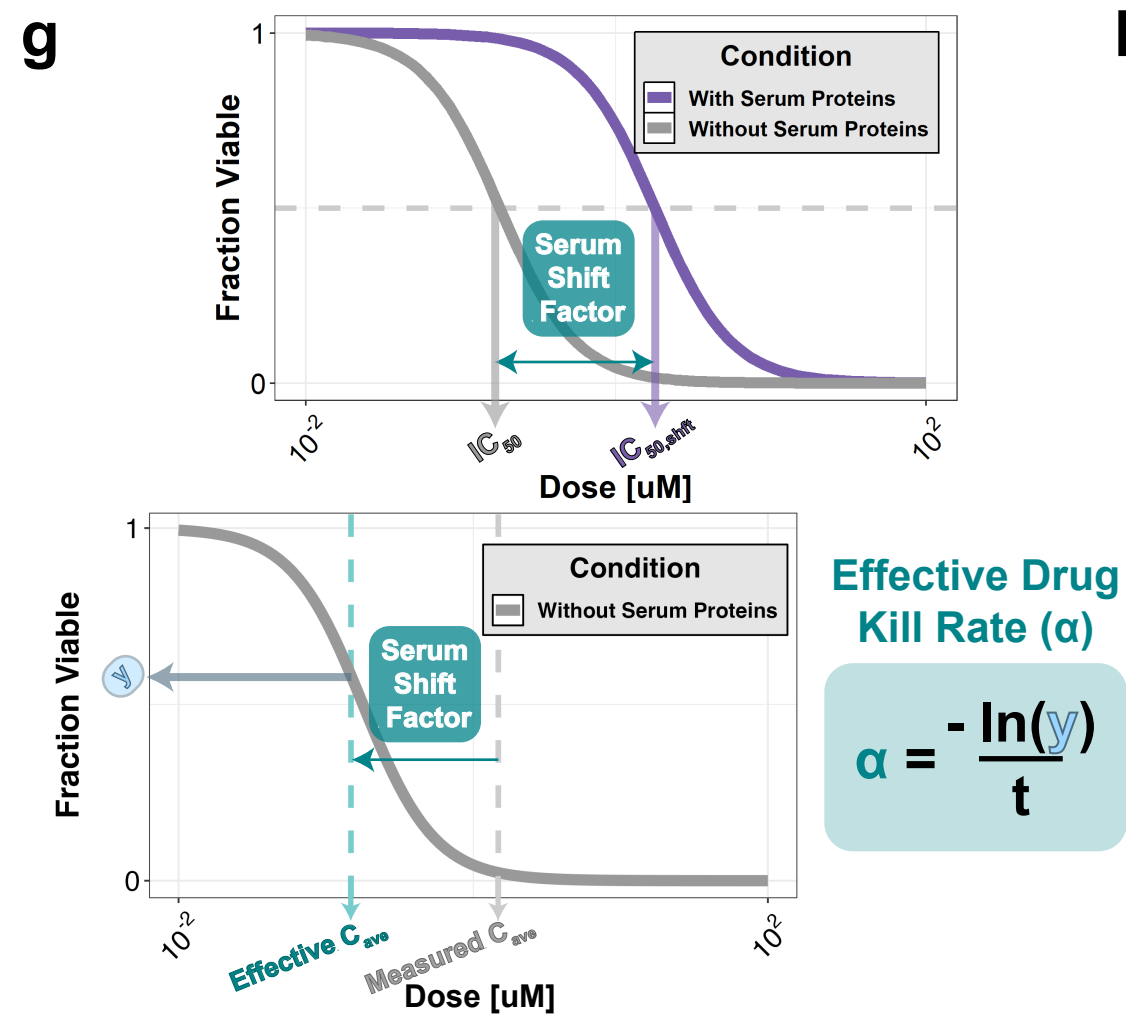 g
1
0
Fraction Viable
Condition
With Serum Proteins
Without Serum Proteins
Serum
Shift
Factor
10-2
IC50
IC50,shft
102
Dose [uM]
1
0
Fraction Viable
y
Condition
Without Serum Proteins
Serum
Shift
Factor
10-2
Effective Cave
Measured Cave
102
Dose [uM]
Effective Drug
Kill Rate (α)
α = - ln(y)
t